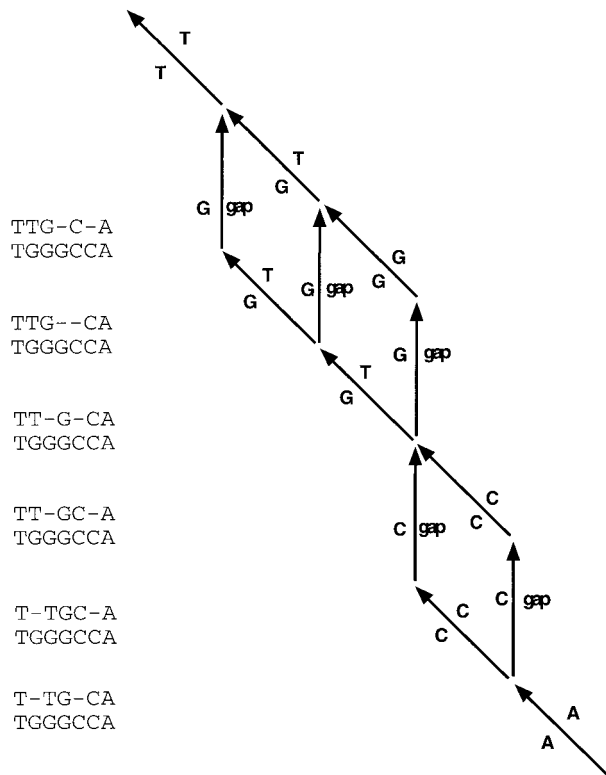 TTG-C-A
TGGGCCA
TTG--CA
TGGGCCA
TT-G-CA
TGGGCCA
TT-GC-A
TGGGCCA
T-TGC-A
TGGGCCA
T-TG-CA
TGGGCCA
T
T
T
G
G gap
G
G
T
G
G gap
G gap
T
G
C
C
C gap
C gap
C
C
A
A